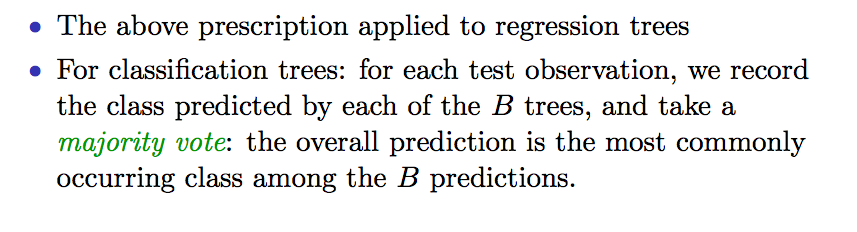 • The above prescription applied to regression trees
• For classification trees: for each test observation, we record
the class predicted by each of the B trees, and take a
majority vote: the overall prediction is the most commonly
occurring class among the B predictions.